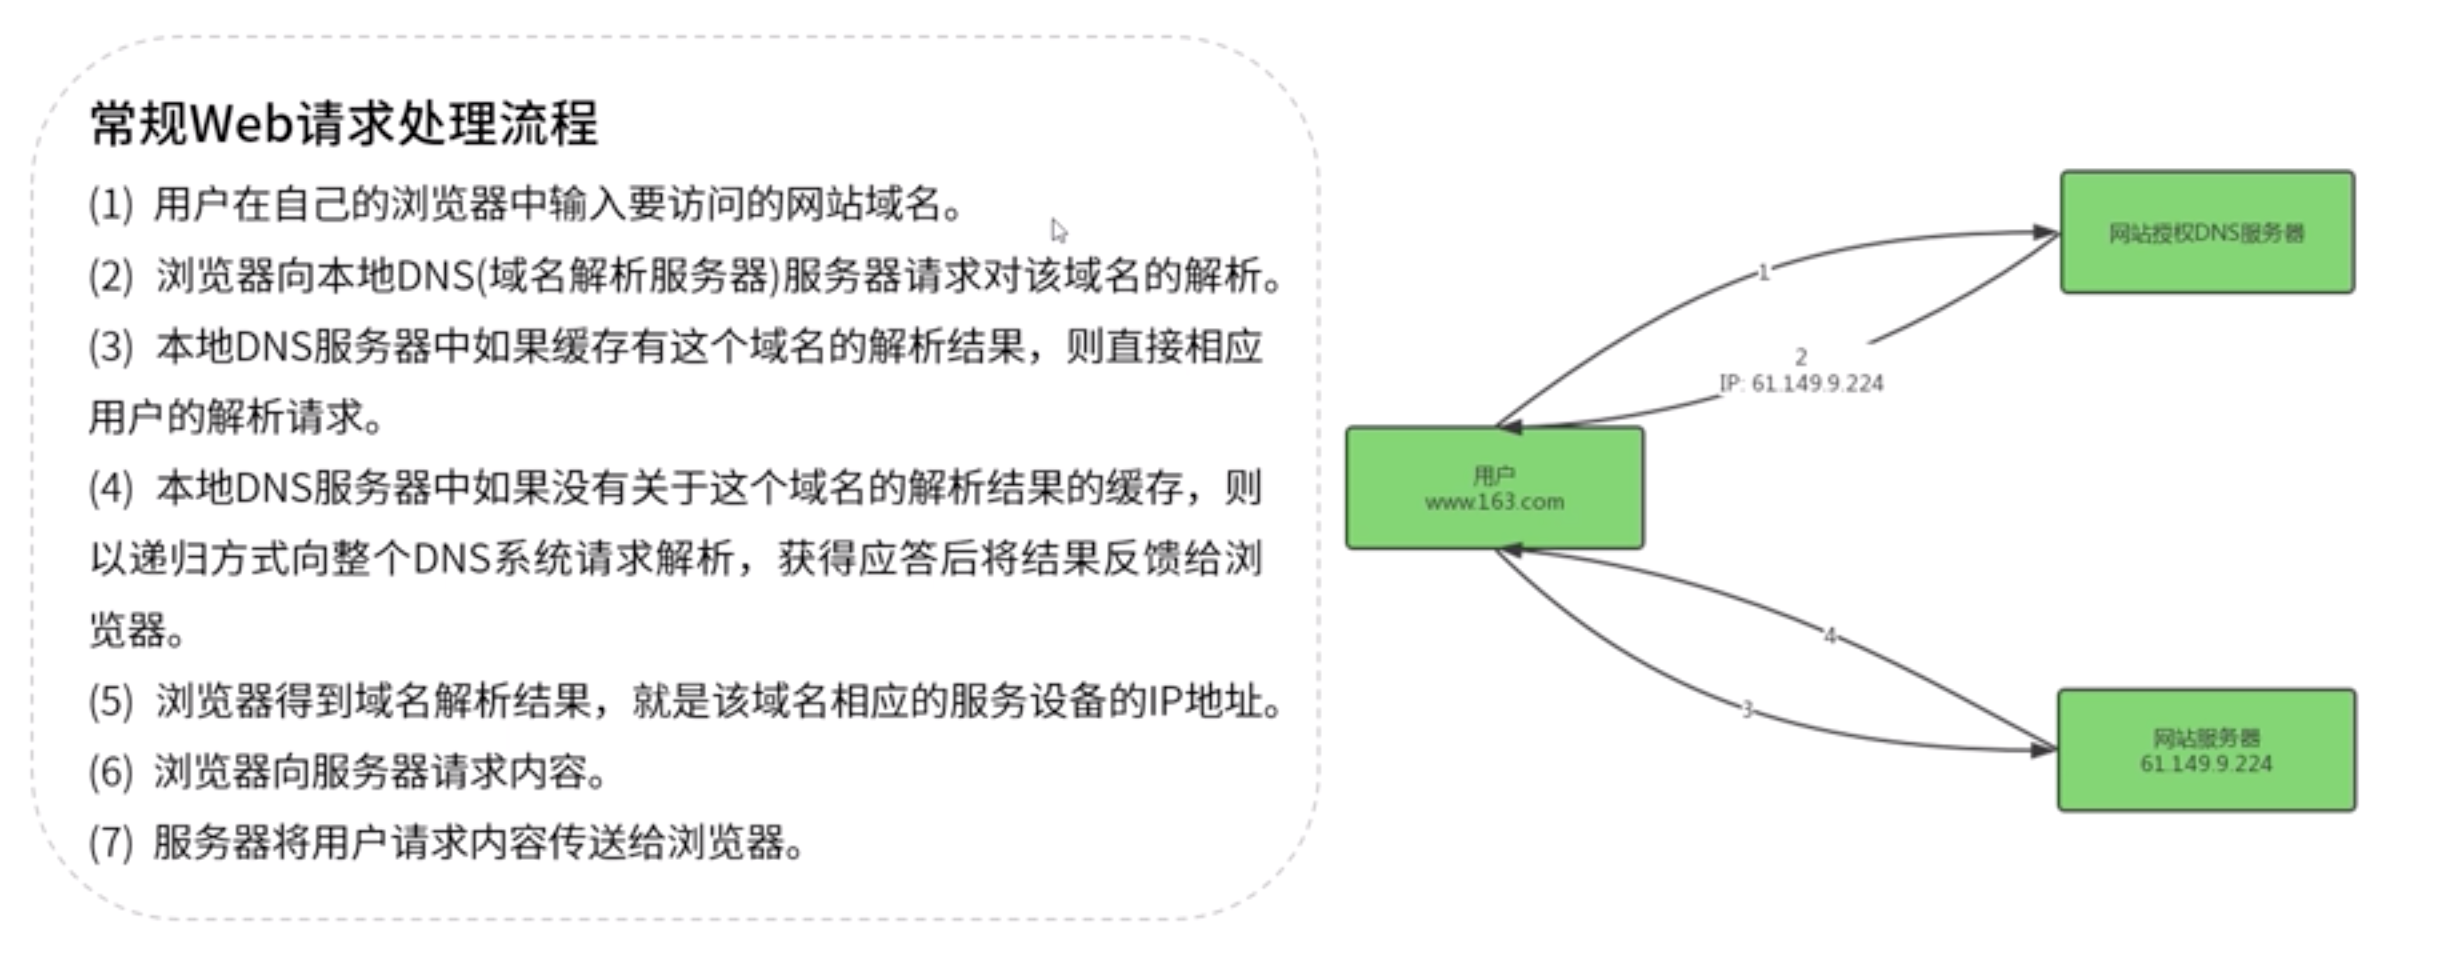 常规Web请求处理流程
(1) 用户在自己的浏览器中输入要访问的网站域名。
(2) 浏览器向本地DNS(域名解析服务器)服务器请求对该域名的解析。
(3) 本地DNS服务器中如果缓存有这个域名的解析结果，则直接相应
用户的解析请求。
(4) 本地DNS服务器中如果没有关于这个域名的解析结果的缓存，则
以递归方式向整个DNS系统请求解析，获得应答后将结果反馈给浏
览器。
(5) 浏览器得到域名解析结果，就是该域名相应的服务设备的IP地址。
(6) 浏览器向服务器请求内容。
(7) 服务器将用户请求内容传送给浏览器。
网站授权DNS服务器
1
2
IP: 61.149.9.224
用户
www.163.com
4
3
网站服务器
61.149.9.224